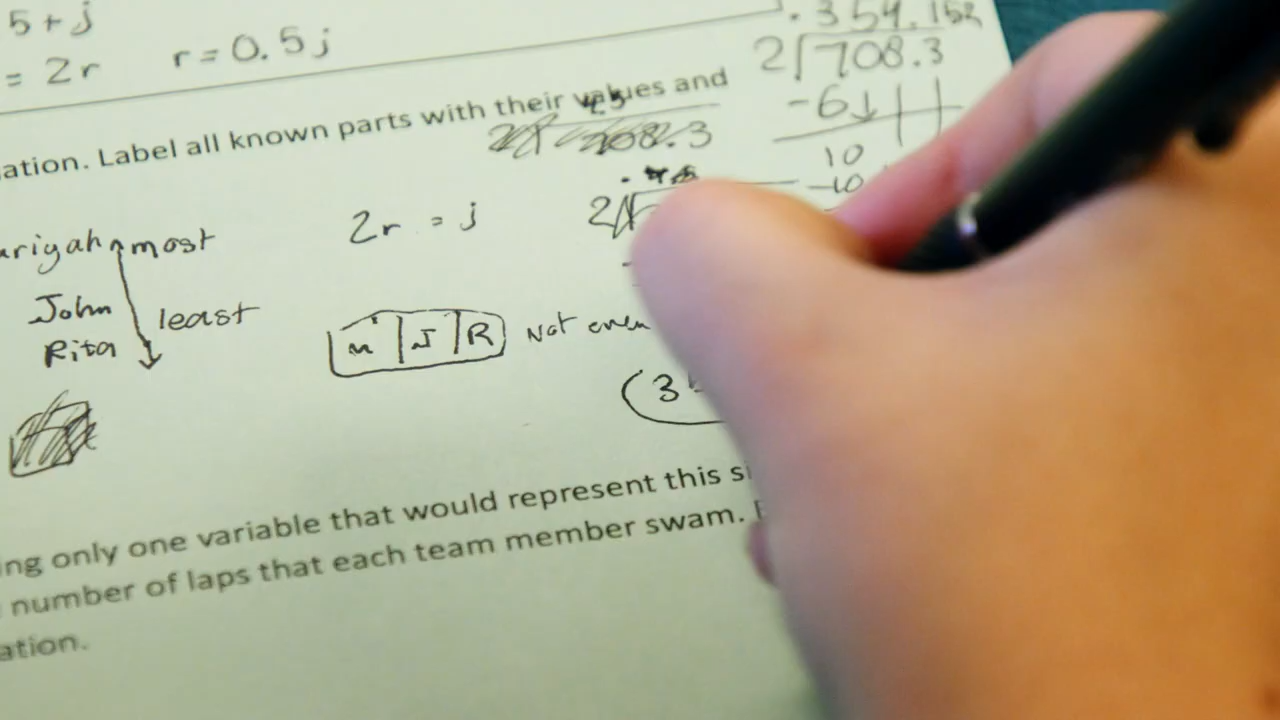 5 + j
= 2r r = 0.5j
ation. Label all known parts with their values and
.354.152
2)708.3
-6
10
-10
ariyah most
John least
Rita
2r = j
m J R Not even
3
ing only one variable that would represent this si
number of laps that each team member swam.
ation.